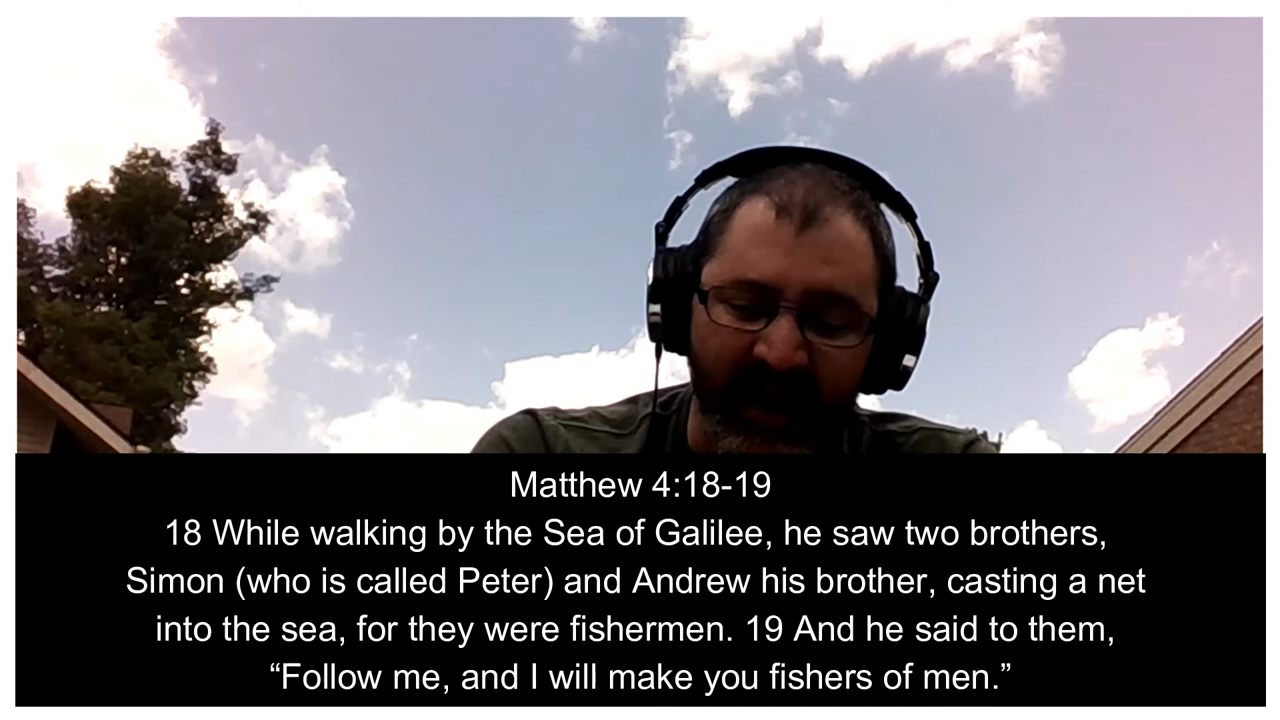 Matthew 4:18-19
18 While walking by the Sea of Galilee, he saw two brothers,
Simon (who is called Peter) and Andrew his brother, casting a net
into the sea, for they were fishermen. 19 And he said to them,
“Follow me, and I will make you fishers of men.”